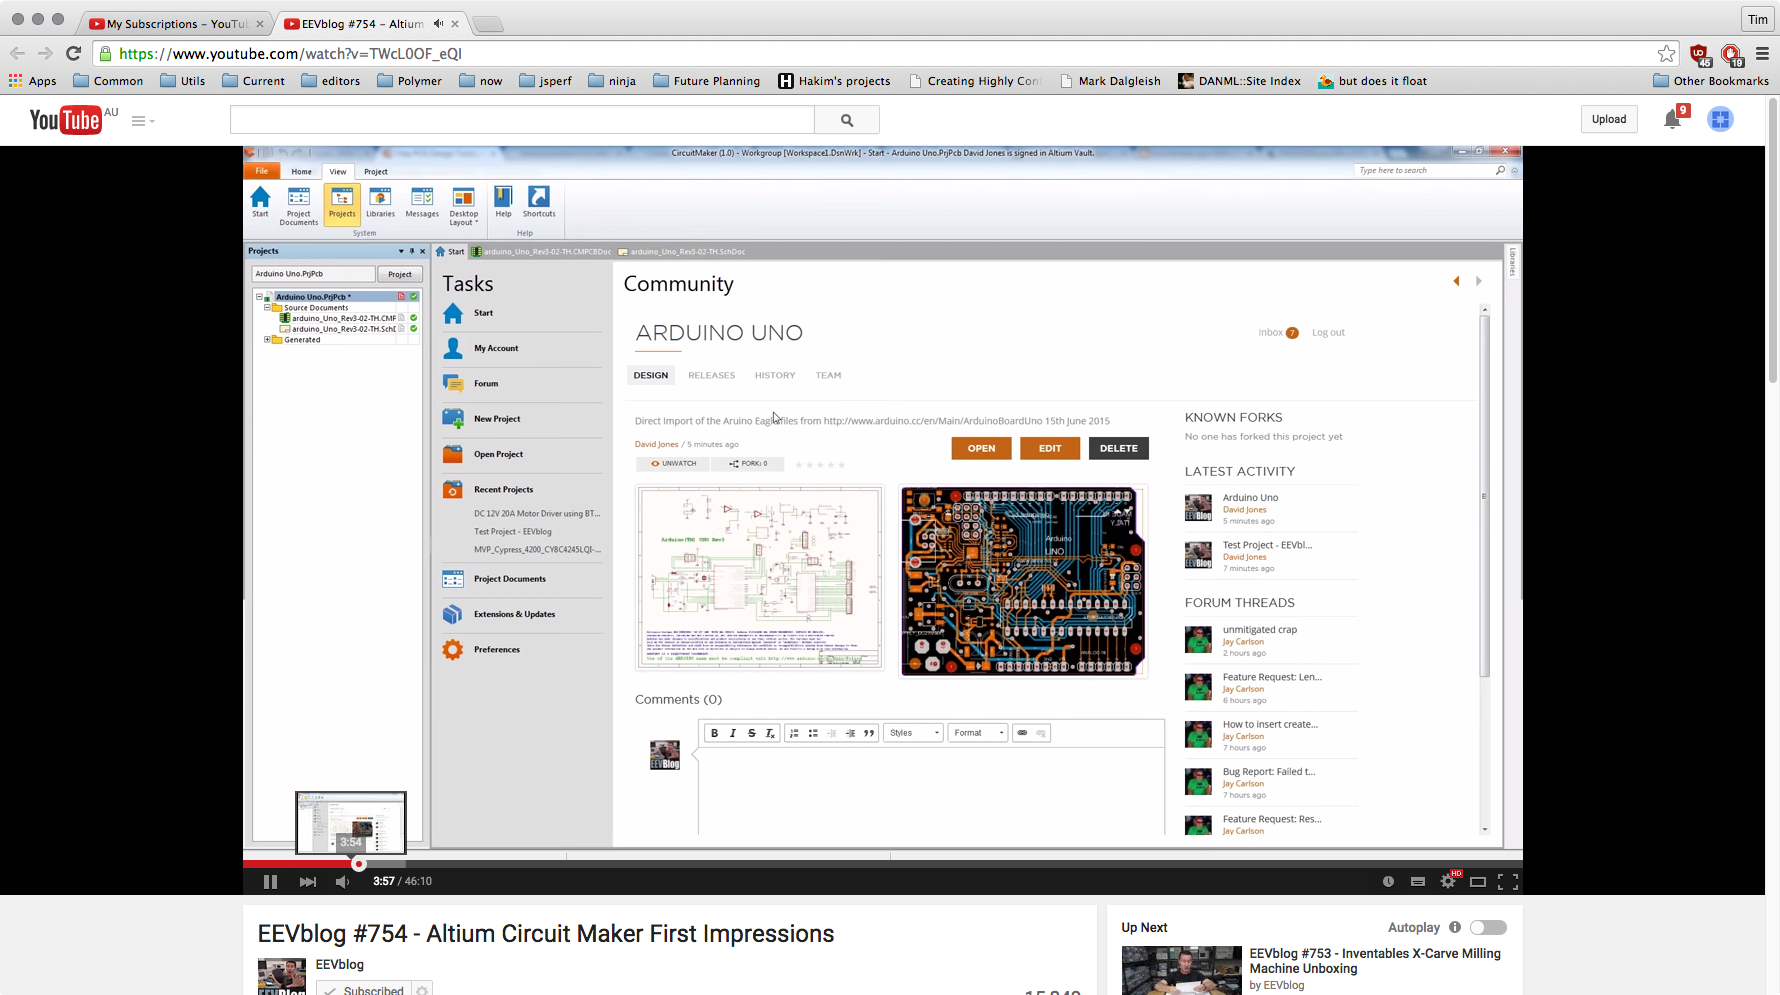 My Subscriptions – YouTu
EEVblog #754 – Altium
Tim
https://www.youtube.com/watch?v=TWcL0OF_eQI
45
19
Apps
Common
Utils
Current
editors
Polymer
now
jsperf
ninja
Future Planning
Hakim's projects
Creating Highly Con
Mark Dalgleish
DANML::Site Index
but does it float
Other Bookmarks
YouTube AU
Upload
9
CircuitMaker (1.0) - Workgroup [Workspace1.DsnWrk] - Start - Arduino Uno.PrjPcb David Jones is signed in Altium Vault.
File
Home
View
Project
Type here to search
Start
Project Documents
Projects
Libraries
Messages
Desktop Layout
Help
Shortcuts
System
Help
Projects
Start
arduino_Uno_Rev3-02-TH.CMPCBDoc
arduino_Uno_Rev3-02-TH.SchDoc
Libraries
Arduino Uno.PrjPcb
Project
Arduino Uno.PrjPcb *
Source Documents
arduino_Uno_Rev3-02-TH.CMF
arduino_Uno_Rev3-02-TH.SchD
Generated
Tasks
Start
My Account
Forum
New Project
Open Project
Recent Projects
DC 12V 20A Motor Driver using BT...
Test Project - EEVblog
MVP_Cypress_4200_CY8C4245LQI-...
Project Documents
Extensions & Updates
Preferences
Community
ARDUINO UNO
Inbox 7
Log out
DESIGN
RELEASES
HISTORY
TEAM
Direct Import of the Aruino Eagle files from http://www.arduino.cc/en/Main/ArduinoBoardUno 15th June 2015
David Jones / 5 minutes ago
OPEN
EDIT
DELETE
UNWATCH
FORK: 0
Arduino(TM) UNO Rev3
Arduino
UNO
Comments (0)
B I S Tx
Styles
Format
EEVBlog
KNOWN FORKS
No one has forked this project yet
LATEST ACTIVITY
Arduino Uno
David Jones
5 minutes ago
Test Project - EEVbl...
David Jones
7 minutes ago
FORUM THREADS
unmitigated crap
Jay Carlson
2 hours ago
Feature Request: Len...
Jay Carlson
6 hours ago
How to insert create...
Jay Carlson
7 hours ago
Bug Report: Failed t...
Jay Carlson
7 hours ago
Feature Request: Res...
Jay Carlson
3:54
3:57 / 46:10
HD
EEVblog #754 - Altium Circuit Maker First Impressions
EEVblog
Subscribed
Up Next
Autoplay
EEVblog #753 - Inventables X-Carve Milling
Machine Unboxing
by EEVblog